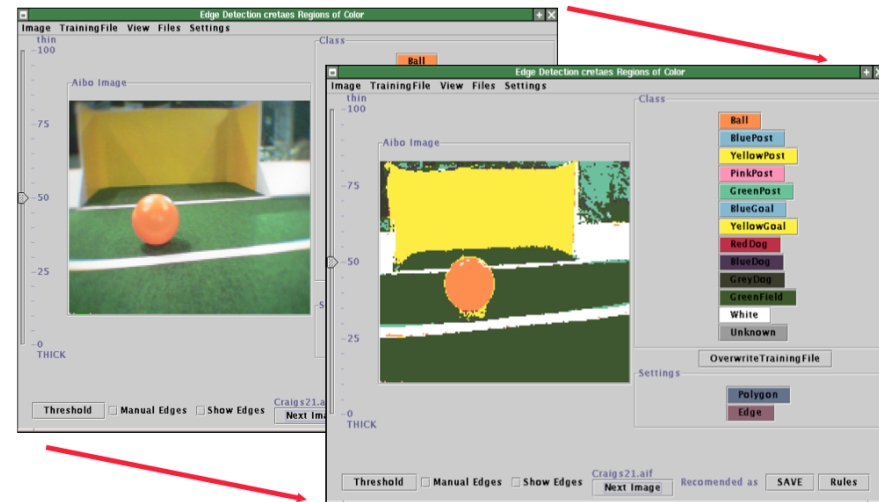 Edge Detection cretaes Regions of Color
Image TrainingFile View Files Settings
thin
100
Class
Ball
Aibo Image
75
50
25
0
THICK
Threshold Manual Edges Show Edges
Next
Edge Detection cretaes Regions of Color
Image TrainingFile View Files Settings
thin
100
Class
Ball
BluePost
YellowPost
PinkPost
GreenPost
BlueGoal
YellowGoal
RedDog
BlueDog
GreyDog
GreenField
White
Unknown
Aibo Image
75
50
25
0
THICK
OverwriteTrainingFile
Settings
Polygon
Edge
Threshold Manual Edges Show Edges
Craigs21.aif
Next Image
Recomended as SAVE Rules